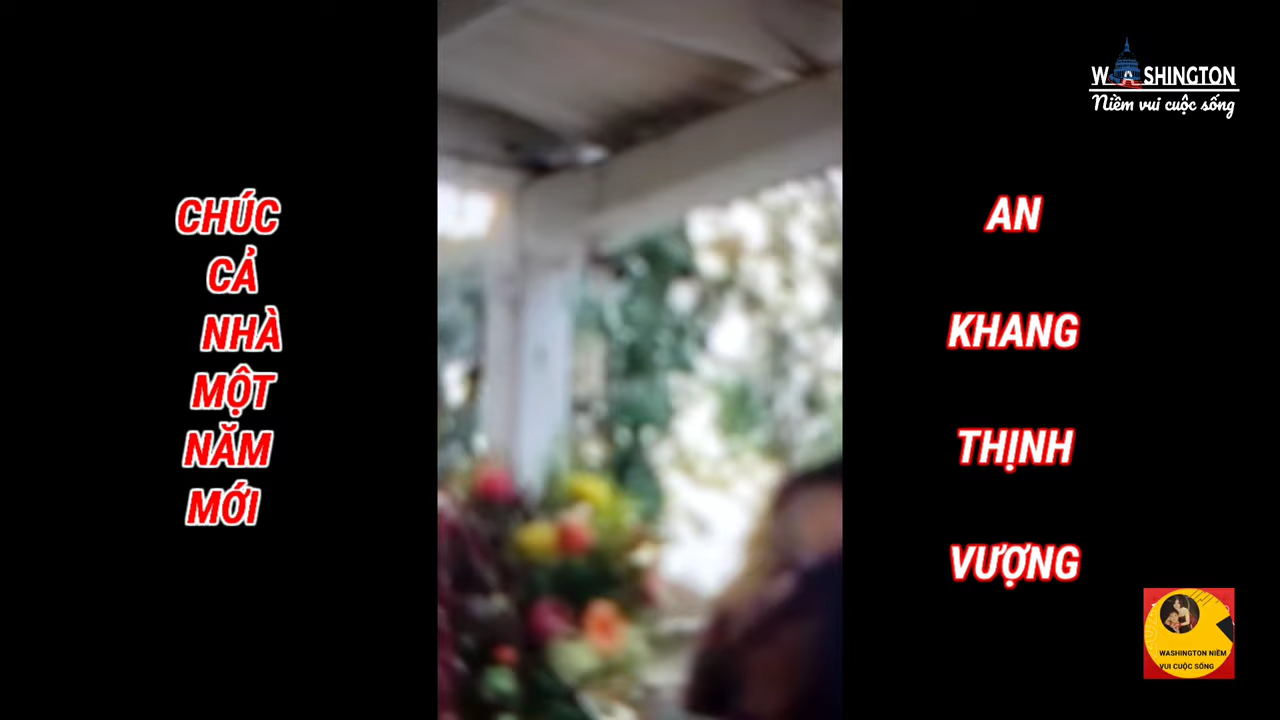 CHÚC
CẢ
NHÀ
MỘT
NĂM
MỚI
AN
KHANG
THỊNH
VƯỢNG
WASHINGTON
Niềm vui cuộc sống
WASHINGTON NIỀM
VUI CUỘC SỐNG